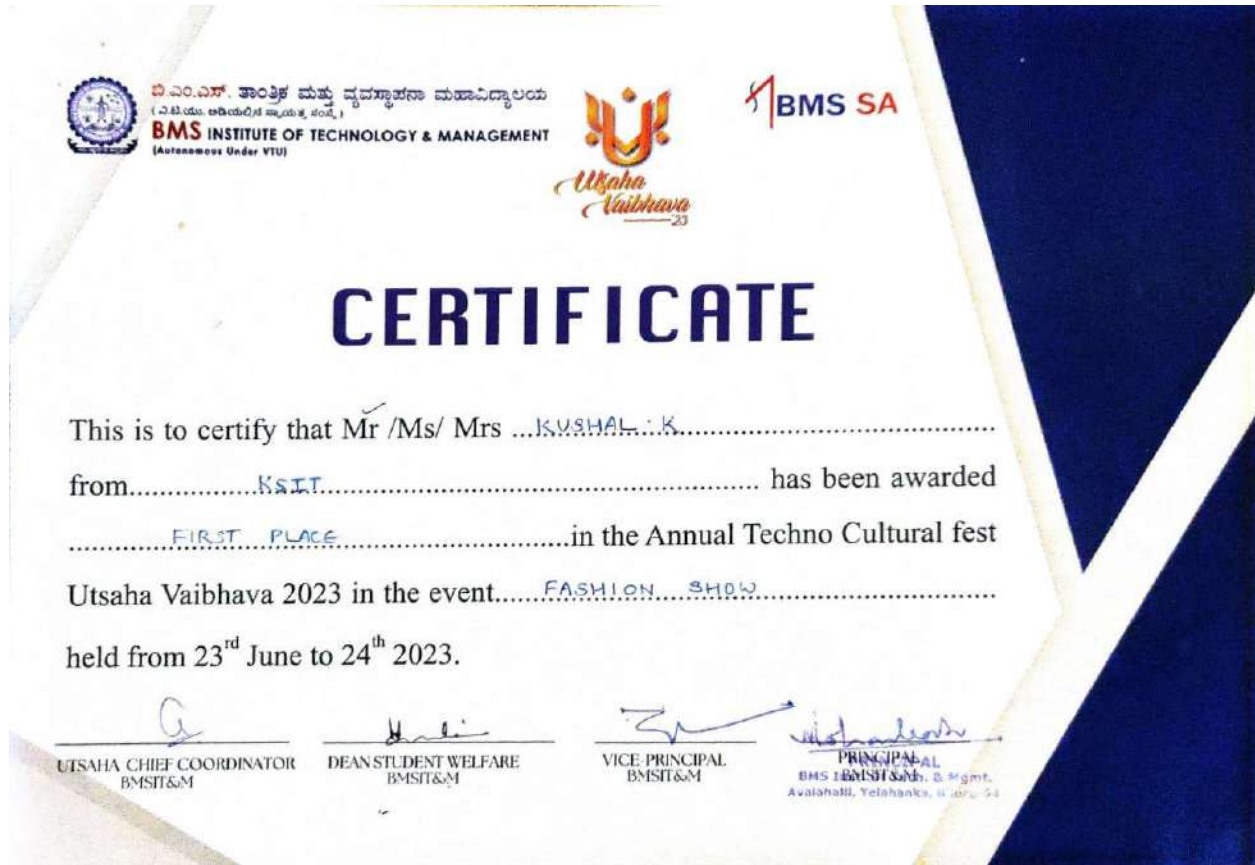 ಬಿ.ಎಂ.ಎಸ್. ತಾಂತ್ರಿಕ ಮತ್ತು ವ್ಯವಸ್ಥಾಪನಾ ಮಹಾವಿದ್ಯಾಲಯ
BMS INSTITUTE OF TECHNOLOGY & MANAGEMENT
(Autonomous Under VTU)
Utsaha
Vaibhava
23
BMS SA
CERTIFICATE
This is to certify that Mr /Ms/ Mrs ...KUSHAL. K...
from...KSIT... has been awarded
...FIRST PLACE...in the Annual Techno Cultural fest
Utsaha Vaibhava 2023 in the event...FASHION SHOW...
held from 23rd June to 24th 2023.
UTSAHA CHIEF COORDINATOR
BMSIT&M
DEAN STUDENT WELFARE
BMSIT&M
VICE-PRINCIPAL
BMSIT&M
PRINCIPAL
BMSIT&M
PRINCIPAL
BMS & Mgmt.
Avalahalli, Yelahanka,